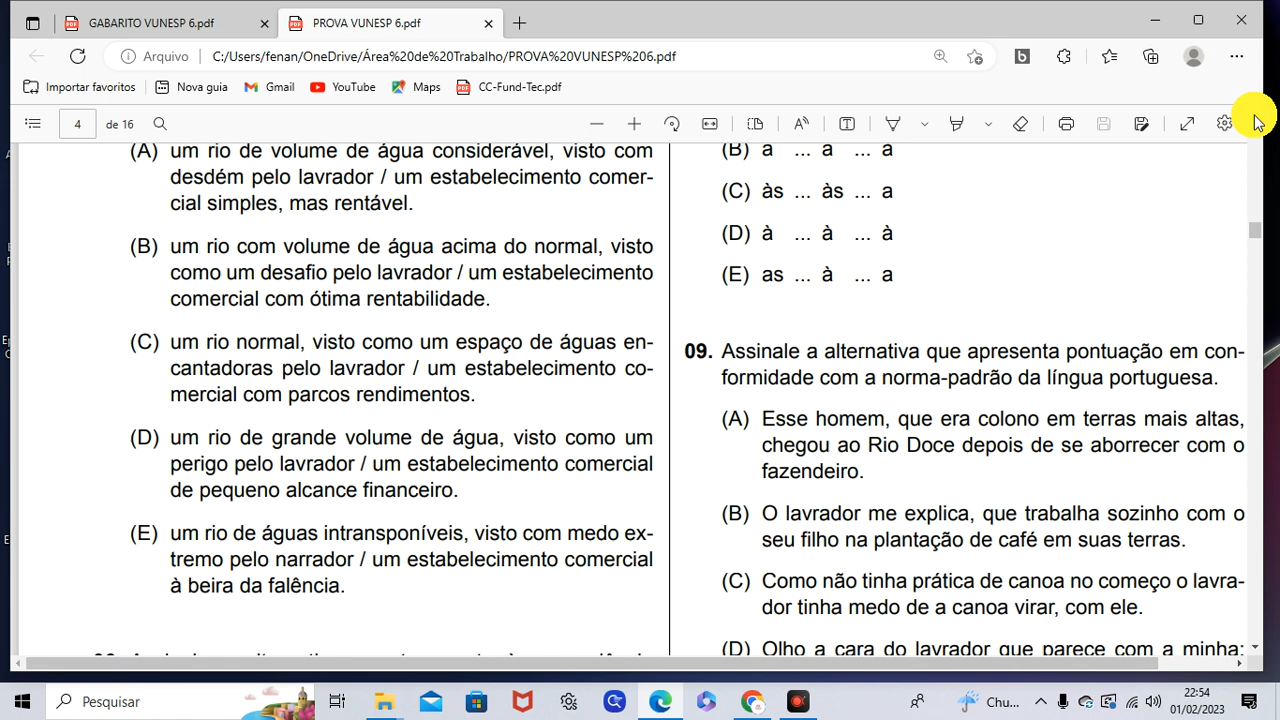 GABARITO VUNESP 6.pdf
PROVA VUNESP 6.pdf
Arquivo
C:/Users/fenan/OneDrive/Área%20de%20Trabalho/PROVA%20VUNESP%206.pdf
Importar favoritos
Nova guia
Gmail
YouTube
Maps
CC-Fund-Tec.pdf
4
de 16
(A) um rio de volume de água considerável, visto com
desdém pelo lavrador / um estabelecimento comer-
cial simples, mas rentável.
(B) um rio com volume de água acima do normal, visto
como um desafio pelo lavrador / um estabelecimento
comercial com ótima rentabilidade.
(C) um rio normal, visto como um espaço de águas en-
cantadoras pelo lavrador / um estabelecimento co-
mercial com parcos rendimentos.
(D) um rio de grande volume de água, visto como um
perigo pelo lavrador / um estabelecimento comercial
de pequeno alcance financeiro.
(E) um rio de águas intransponíveis, visto com medo ex-
tremo pelo narrador / um estabelecimento comercial
à beira da falência.
(B)
(C) às ... às ... a
(D) à ... à ... à
(E) as ... à ... a
09. Assinale a alternativa que apresenta pontuação em con-
formidade com a norma-padrão da língua portuguesa.
(A) Esse homem, que era colono em terras mais altas,
chegou ao Rio Doce depois de se aborrecer com o
fazendeiro.
(B) O lavrador me explica, que trabalha sozinho com o
seu filho na plantação de café em suas terras.
(C) Como não tinha prática de canoa no começo o lavra-
dor tinha medo de a canoa virar, com ele.
(D) Olho a cara do lavrador que parece com a minha:
Pesquisar
Chu...
22:54
01/02/2023